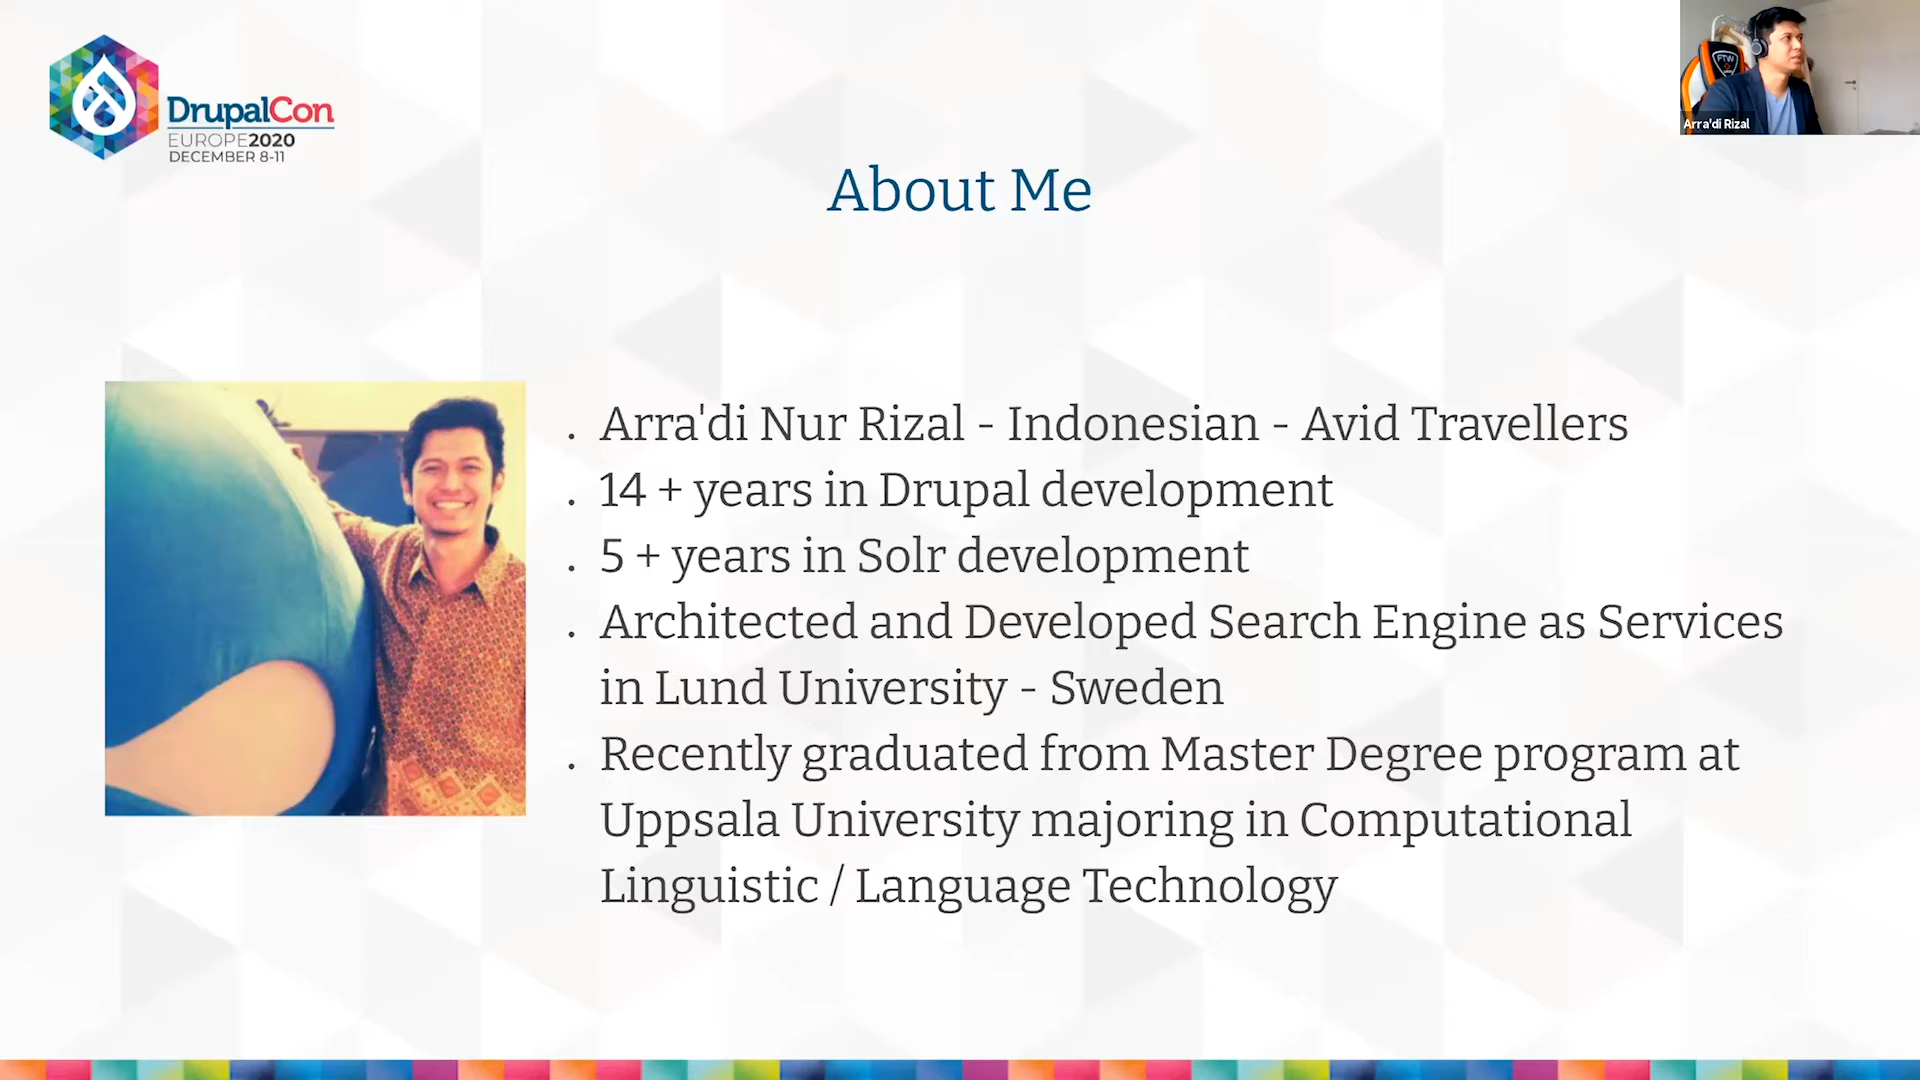 DrupalCon
EUROPE2020
DECEMBER 8-11
FTW
Arra'di Rizal
About Me
. Arra'di Nur Rizal - Indonesian - Avid Travellers
. 14 + years in Drupal development
. 5 + years in Solr development
. Architected and Developed Search Engine as Services
in Lund University - Sweden
. Recently graduated from Master Degree program at
Uppsala University majoring in Computational
Linguistic / Language Technology